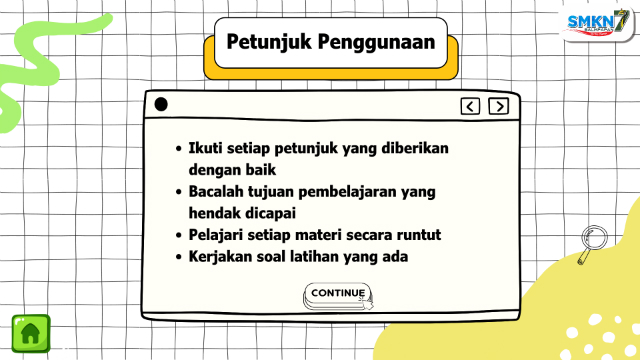 Petunjuk Penggunaan
SMKN 7
• Ikuti setiap petunjuk yang diberikan
dengan baik
• Bacalah tujuan pembelajaran yang
hendak dicapai
• Pelajari setiap materi secara runtut
• Kerjakan soal latihan yang ada
CONTINUE